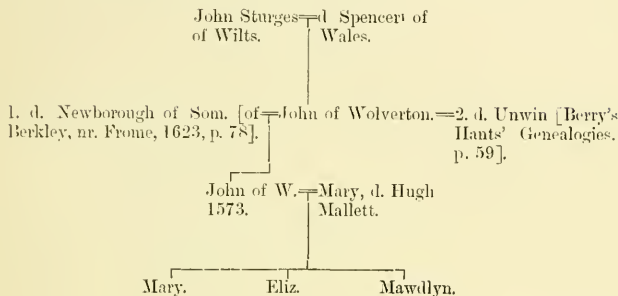 John Sturges=d Spencer of
of Wilts. Wales.
1. d. Newborough of Som. [of=John of Wolverton.=2. d. Unwin [Berry's
Berkley, nr. Frome, 1623, p. 78]. Hants' Genealogies.
p. 59].
John of W.=Mary, d. Hugh
1573. Mallett.
Mary. Eliz. Mawdlyn.